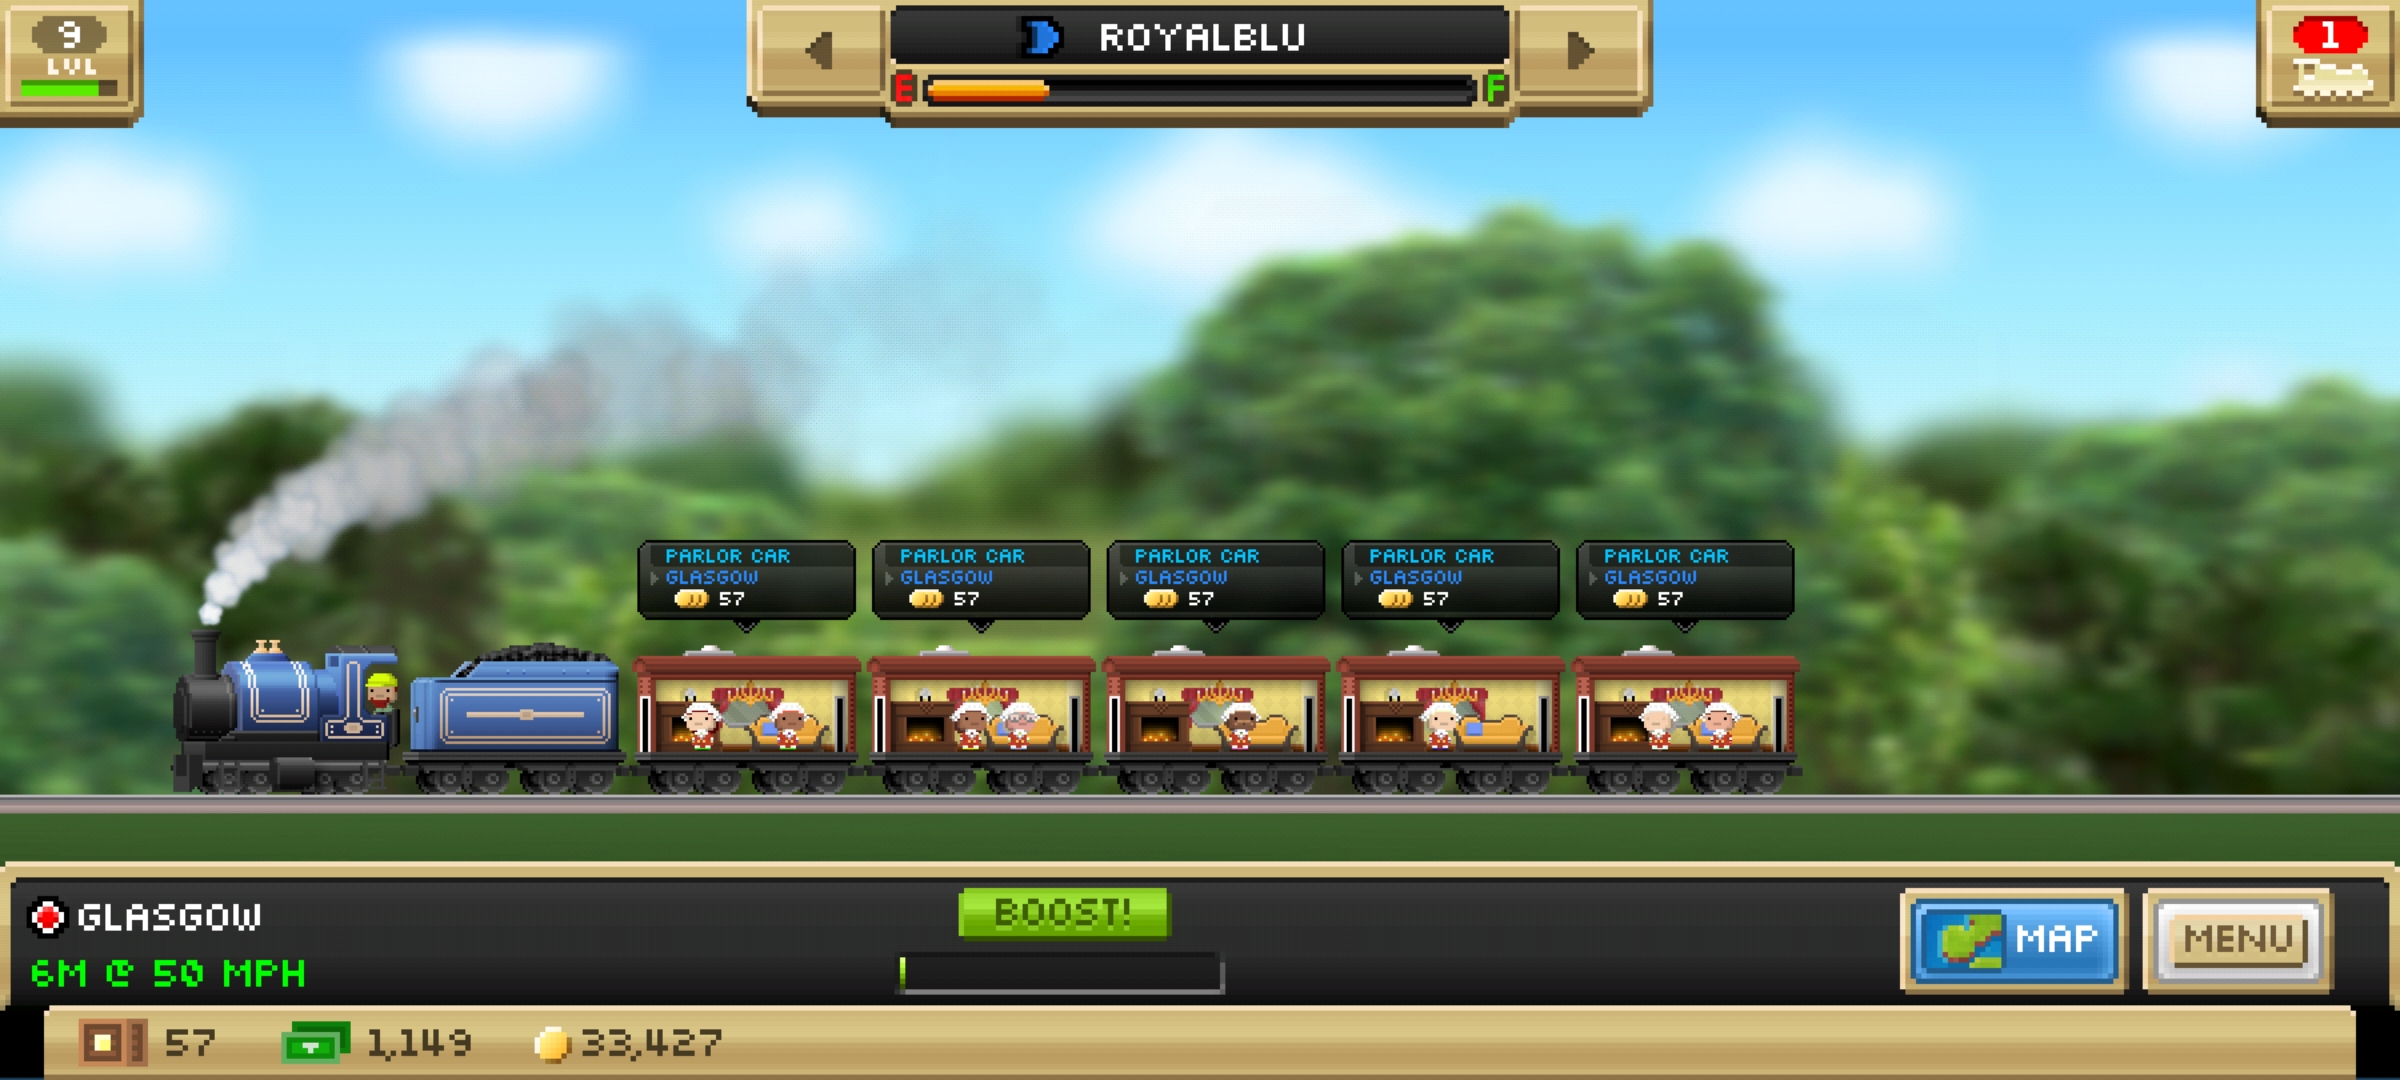 9
LVL
ROYALBLU
E
F
1
PARLOR CAR
GLASGOW
57
PARLOR CAR
GLASGOW
57
PARLOR CAR
GLASGOW
57
PARLOR CAR
GLASGOW
57
PARLOR CAR
GLASGOW
57
GLASGOW
6M @ 50 MPH
BOOST!
MAP
MENU
57
1,149
33,427